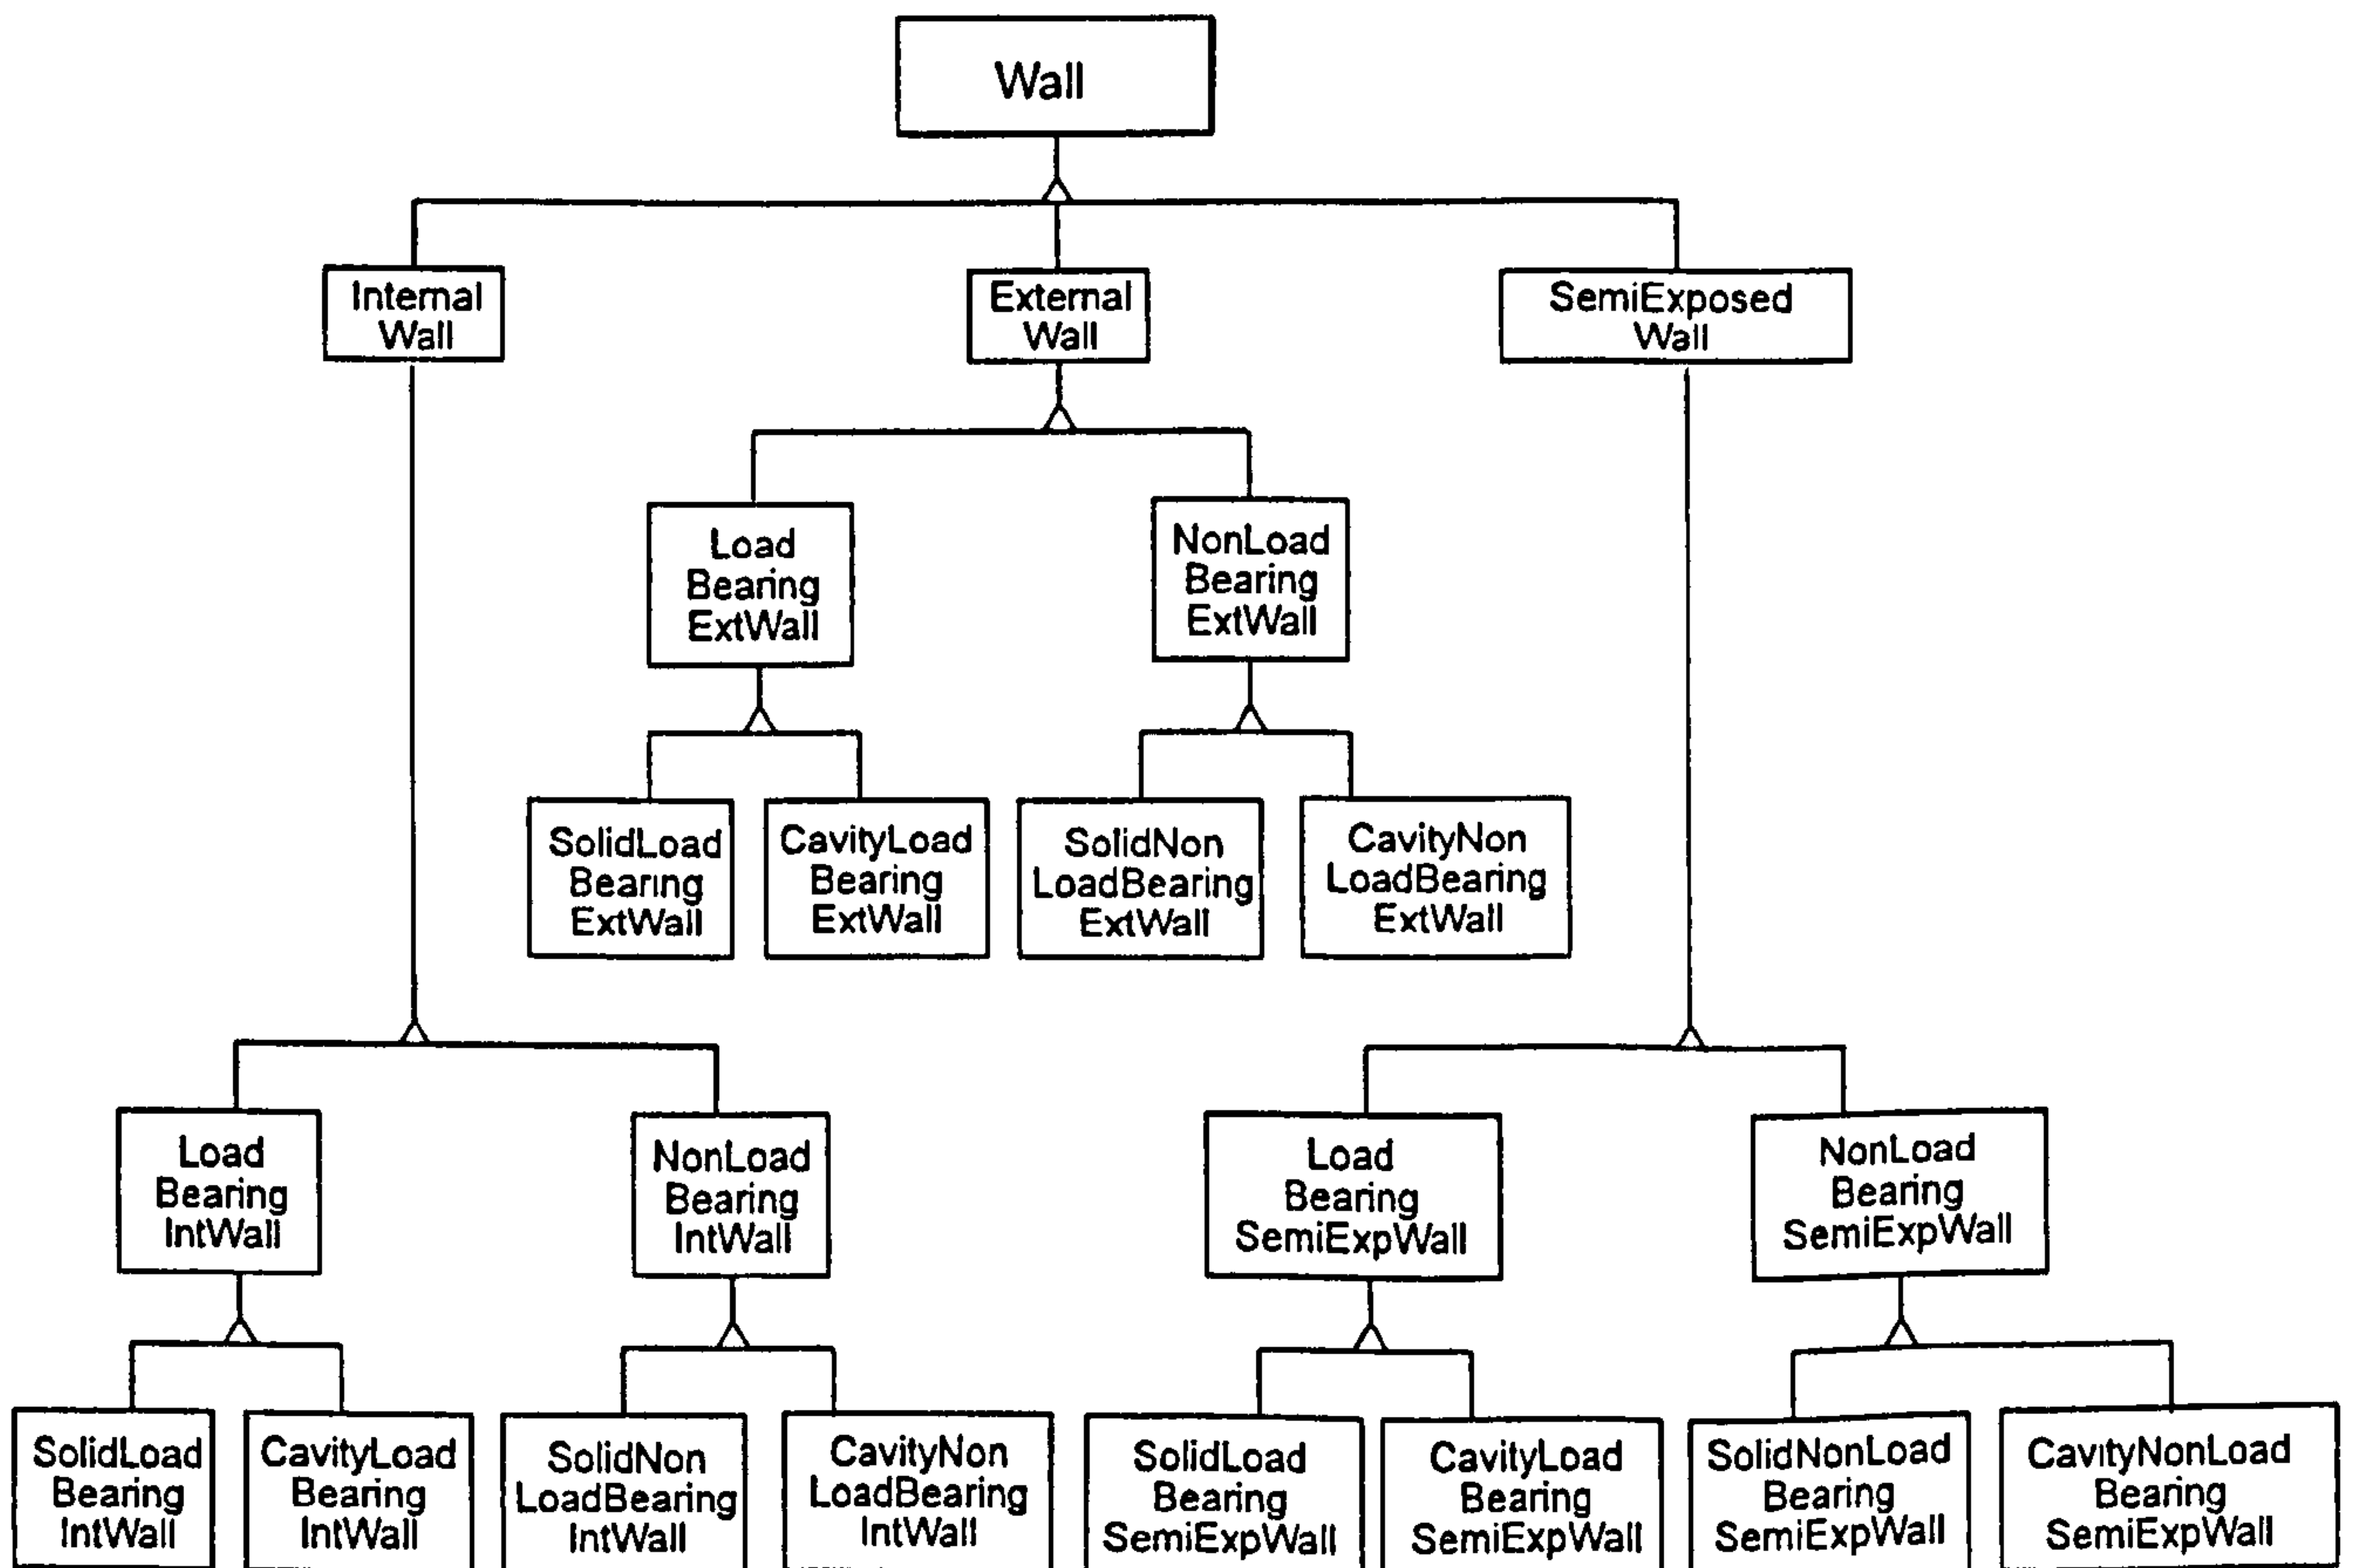 Wall
Internal
Wall
External
Wall
SemiExposed
Wall
Load
Bearing
ExtWall
NonLoad
Bearing
ExtWall
SolidLoad
Bearing
ExtWall
CavityLoad
Bearing
ExtWall
SolidNon
LoadBearing
ExtWall
CavityNon
LoadBearing
ExtWall
Load
Bearing
IntWall
NonLoad
Bearing
IntWall
Load
Bearing
SemiExpWall
NonLoad
Bearing
SemiExpWall
SolidLoad
Bearing
IntWall
CavityLoad
Bearing
IntWall
SolidNon
LoadBearing
IntWall
CavityNon
LoadBearing
IntWall
SolidLoad
Bearing
SemiExpWall
CavityLoad
Bearing
SemiExpWall
SolidNonLoad
Bearing
SemiExpWall
CavityNonLoad
Bearing
SemiExpWall